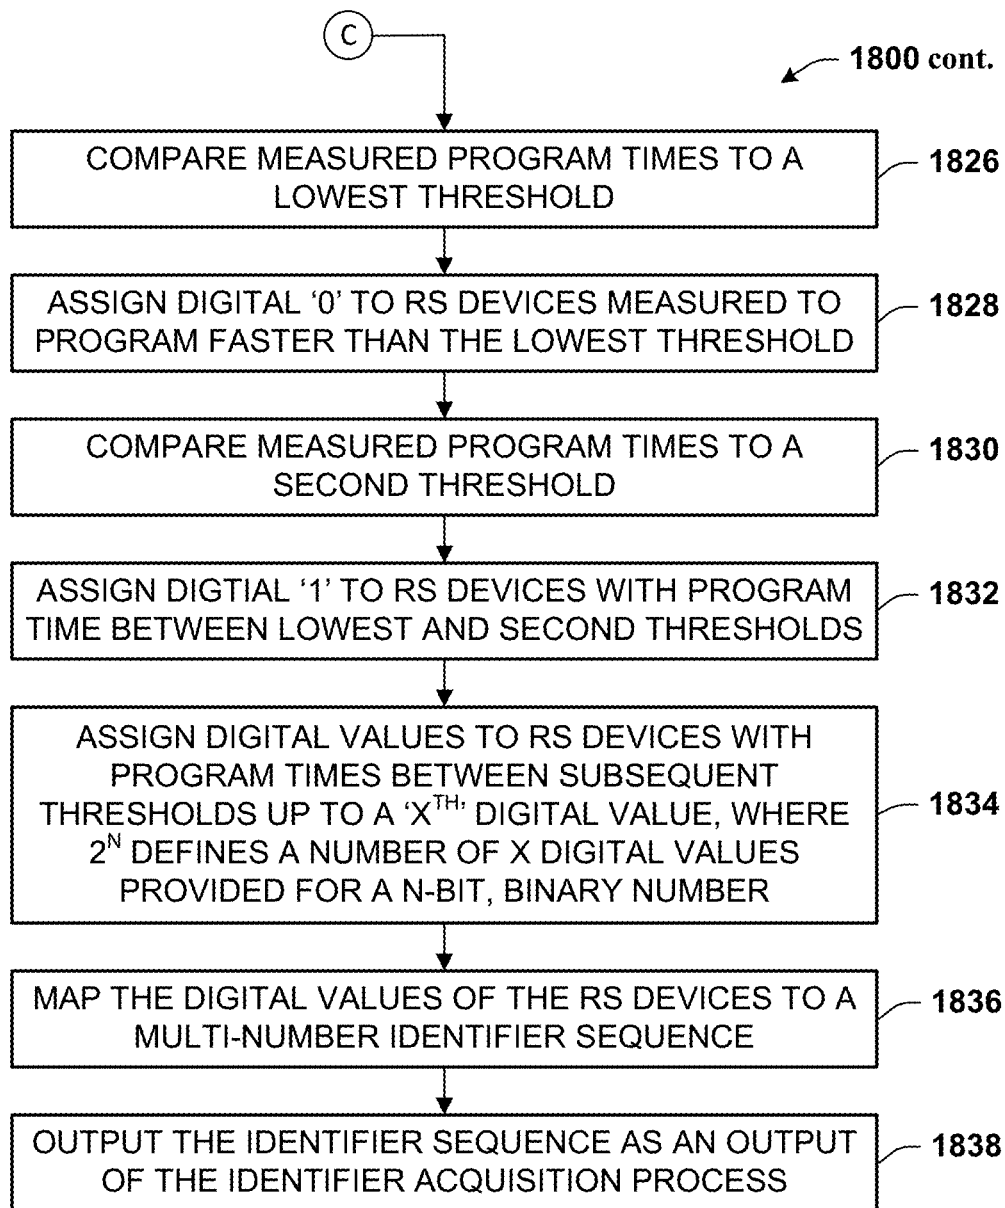 C
1800 cont.
COMPARE MEASURED PROGRAM TIMES TO A
LOWEST THRESHOLD
1826
ASSIGN DIGITAL ‘0’ TO RS DEVICES MEASURED TO
PROGRAM FASTER THAN THE LOWEST THRESHOLD
1828
COMPARE MEASURED PROGRAM TIMES TO A
SECOND THRESHOLD
1830
ASSIGN DIGTIAL ‘1’ TO RS DEVICES WITH PROGRAM
TIME BETWEEN LOWEST AND SECOND THRESHOLDS
1832
ASSIGN DIGITAL VALUES TO RS DEVICES WITH
PROGRAM TIMES BETWEEN SUBSEQUENT
THRESHOLDS UP TO A ‘X^TH’ DIGITAL VALUE, WHERE
2^N DEFINES A NUMBER OF X DIGITAL VALUES
PROVIDED FOR A N-BIT, BINARY NUMBER
1834
MAP THE DIGITAL VALUES OF THE RS DEVICES TO A
MULTI-NUMBER IDENTIFIER SEQUENCE
1836
OUTPUT THE IDENTIFIER SEQUENCE AS AN OUTPUT
OF THE IDENTIFIER ACQUISITION PROCESS
1838